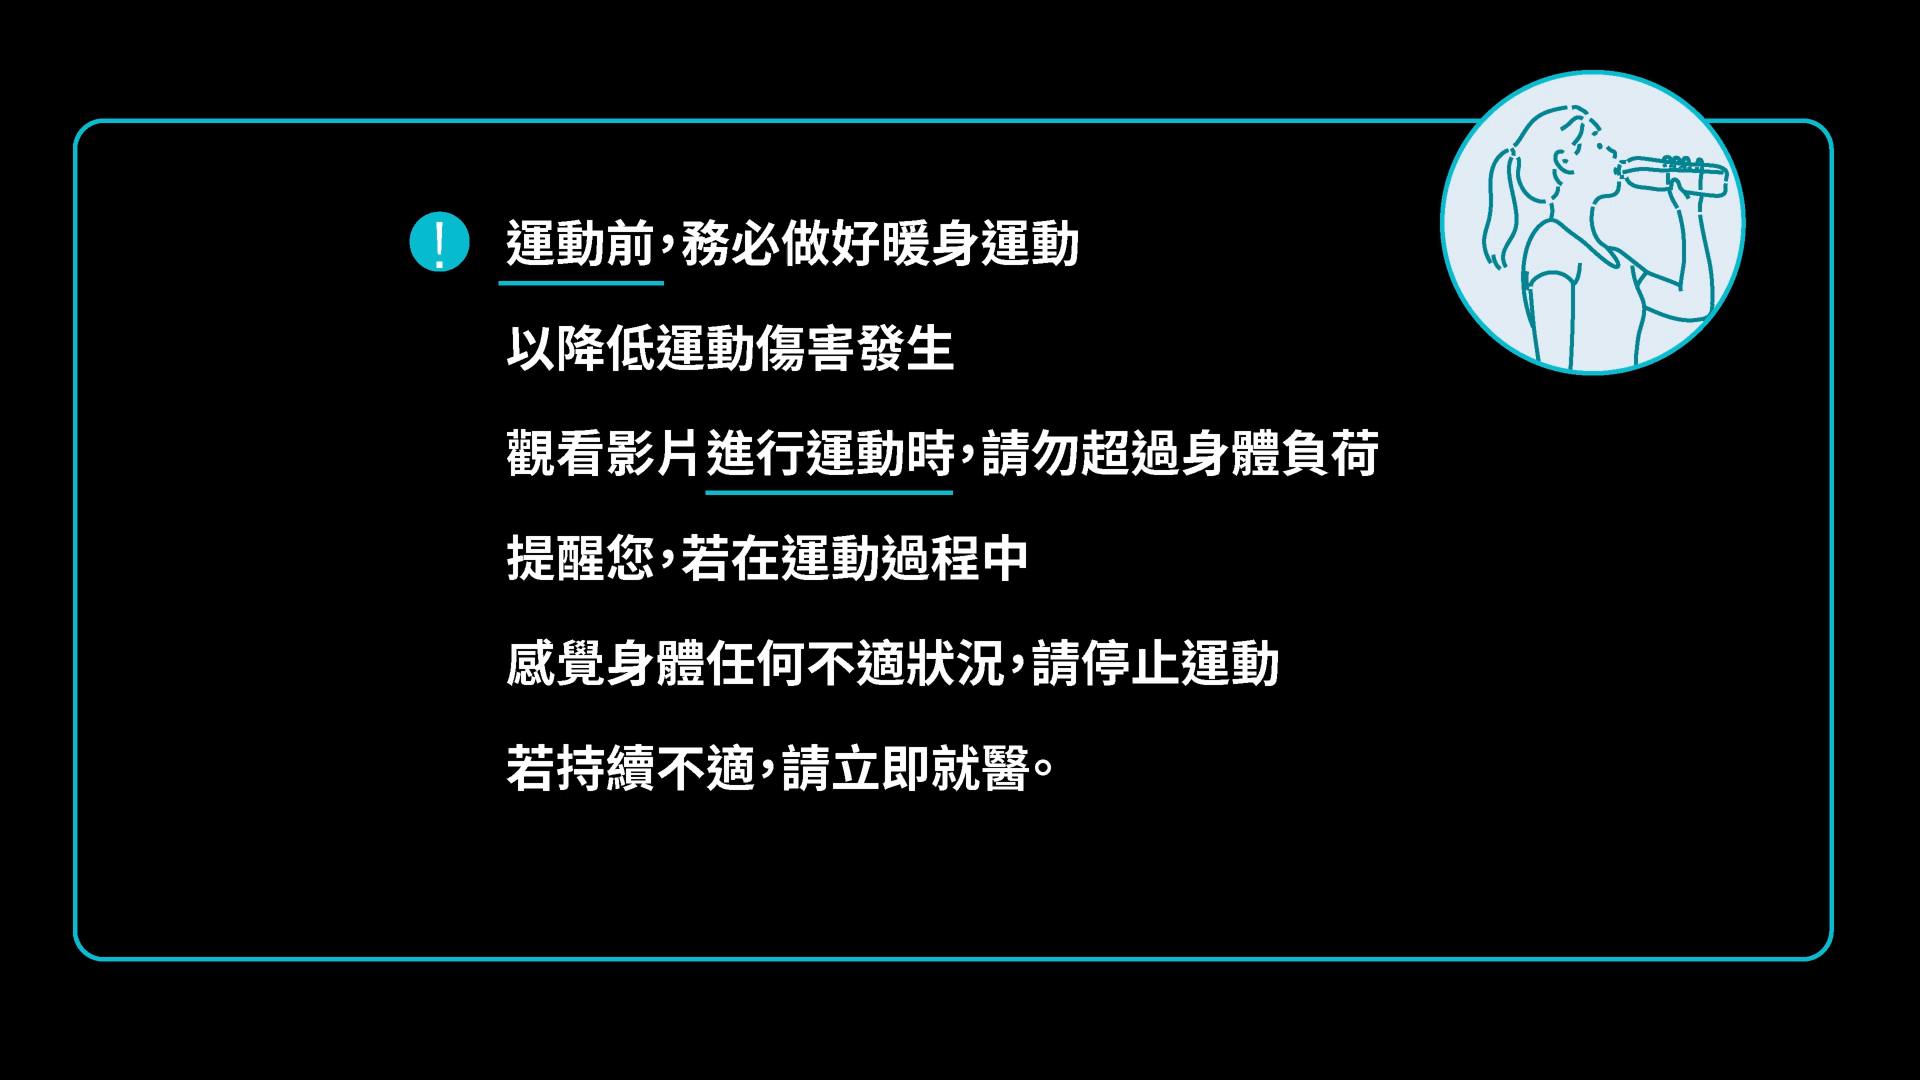 運動前,務必做好暖身運動
以降低運動傷害發生
觀看影片進行運動時,請勿超過身體負荷
提醒您,若在運動過程中
感覺身體任何不適狀況,請停止運動
若持續不適,請立即就醫。